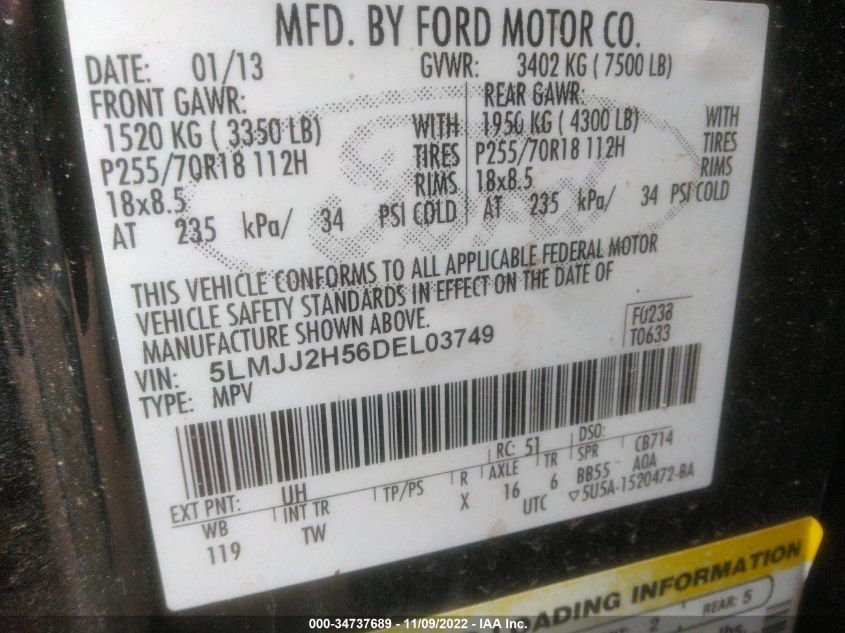 MFD. BY FORD MOTOR CO.
DATE: 01/13 GVWR: 3402 KG ( 7500 LB)
FRONT GAWR: REAR GAWR:
1520 KG ( 3350 LB) WITH 1950 KG ( 4300 LB) WITH
P255/70R18 112H TIRES P255/70R18 112H TIRES
18x8.5 RIMS 18x8.5 RIMS
AT 235 kPa/ 34 PSI COLD AT 235 kPa/ 34 PSI COLD
Ford
THIS VEHICLE CONFORMS TO ALL APPLICABLE FEDERAL MOTOR
VEHICLE SAFETY STANDARDS IN EFFECT ON THE DATE OF
MANUFACTURE SHOWN ABOVE.
F0238
T0633
VIN: 5LMJJ2H56DEL03749
TYPE: MPV
EXT PNT: UH RC: 51 DSO:
WB INT TR TP/PS R AXLE TR SPR CB714
119 TW X 16 6 BB55 AQA
UTC ▽5U5A-1520472-BA
LOADING INFORMATION
2 REAR: 5
lbs
000-34737689 - 11/09/2022 - IAA Inc.